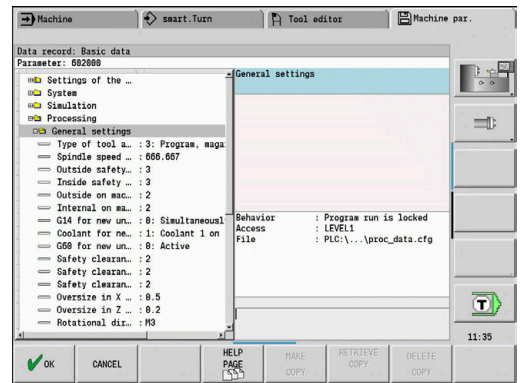 Machine
smart.Turn
Tool editor
Machine par.
Data record: Basic data
Parameter: 602000
Settings of the …
System
Simulation
Processing
General settings
Type of tool a… : 3: Program, maga
Spindle speed … : 666.667
Outside safety… : 3
Inside safety … : 3
Outside on mac… : 2
Internal on ma… : 2
G14 for new un… : 0: Simultaneousl
Coolant for ne… : 1: Coolant 1 on
G60 for new un… : 0: Active
Safety clearan… : 2
Safety clearan… : 2
Safety clearan… : 2
Oversize in X … : 0.5
Oversize in Z … : 0.2
Rotational dir… : M3
General settings
Behavior : Program run is locked
Access : LEVEL1
File : PLC:\...\proc_data.cfg
T
11:35
OK
CANCEL
HELP PAGE
MAKE COPY
RETRIEVE COPY
DELETE COPY